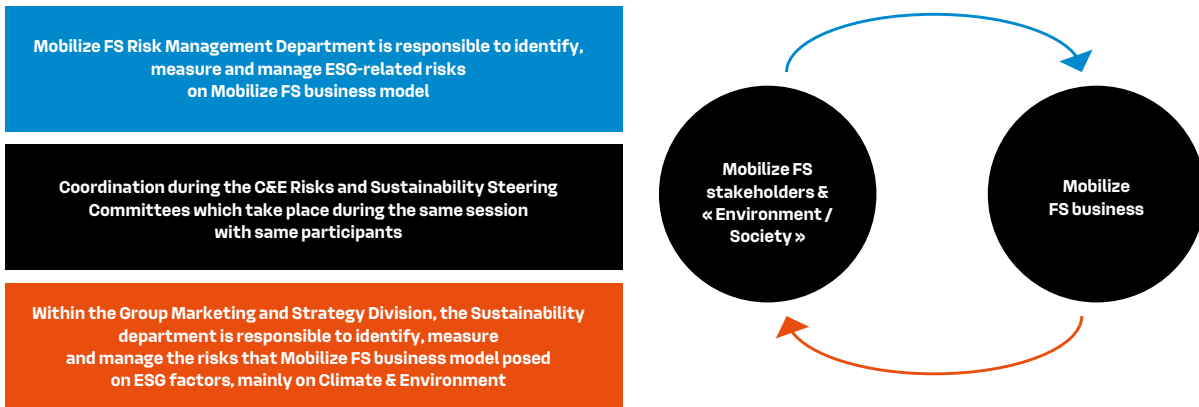 Mobilize FS Risk Management Department is responsible to identify,
measure and manage ESG-related risks
on Mobilize FS business model
Coordination during the C&E Risks and Sustainability Steering
Committees which take place during the same session
with same participants
Within the Group Marketing and Strategy Division, the Sustainability
department is responsible to identify, measure
and manage the risks that Mobilize FS business model posed
on ESG factors, mainly on Climate & Environment
Mobilize FS
stakeholders &
« Environment /
Society »
Mobilize
FS business